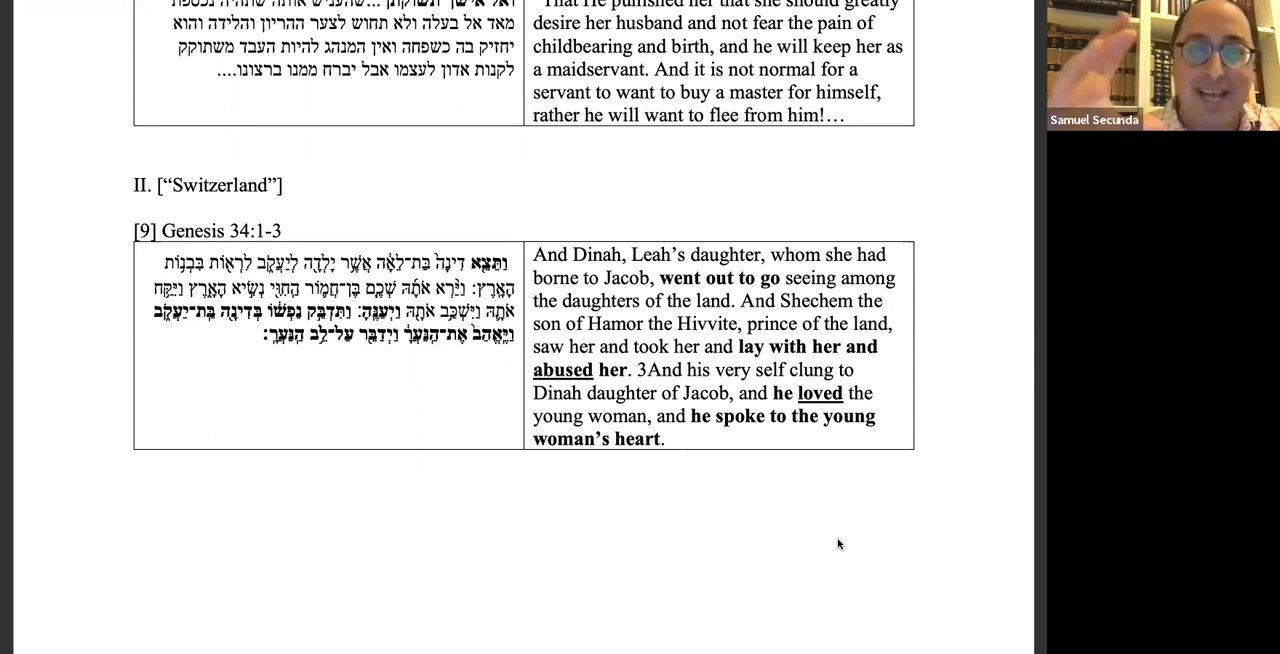 מאד אל בעלה ולא תחוש לצער ההריון והלידה והוא
יחזיק בה כשפחה ואין המנהג להיות העבד משתוקק
לקנות אדון לעצמו אבל יברח ממנו ברצונו....
That He punished her that she should greatly
desire her husband and not fear the pain of
childbearing and birth, and he will keep her as
a maidservant. And it is not normal for a
servant to want to buy a master for himself,
rather he will want to flee from him!…
II. [“Switzerland”]
[9] Genesis 34:1-3
וַתֵּצֵ֤א דִינָה֙ בַּת־לֵאָ֔ה אֲשֶׁ֥ר יָלְדָ֖ה לְיַעֲקֹ֑ב לִרְא֖וֹת בִּבְנ֥וֹת
הָאָֽרֶץ׃ וַיַּ֨רְא אֹתָ֜הּ שְׁכֶ֧ם בֶּן־חֲמ֛וֹר הַֽחִוִּ֖י נְשִׂ֣יא הָאָ֑רֶץ וַיִּקַּ֥ח
אֹתָ֛הּ וַיִּשְׁכַּ֥ב אֹתָ֖הּ וַיְעַנֶּֽהָ׃ וַתִּדְבַּ֣ק נַפְשׁ֔וֹ בְּדִינָ֖ה בַּֽת־יַעֲקֹ֑ב
וַיֶּֽאֱהַב֙ אֶת־הַֽנַּעֲרָ֔ וַיְדַבֵּ֖ר עַל־לֵ֥ב הַֽנַּעֲרָֽ׃
And Dinah, Leah’s daughter, whom she had
borne to Jacob, went out to go seeing among
the daughters of the land. And Shechem the
son of Hamor the Hivvite, prince of the land,
saw her and took her and lay with her and
abused her. 3And his very self clung to
Dinah daughter of Jacob, and he loved the
young woman, and he spoke to the young
woman’s heart.
Samuel Secunda